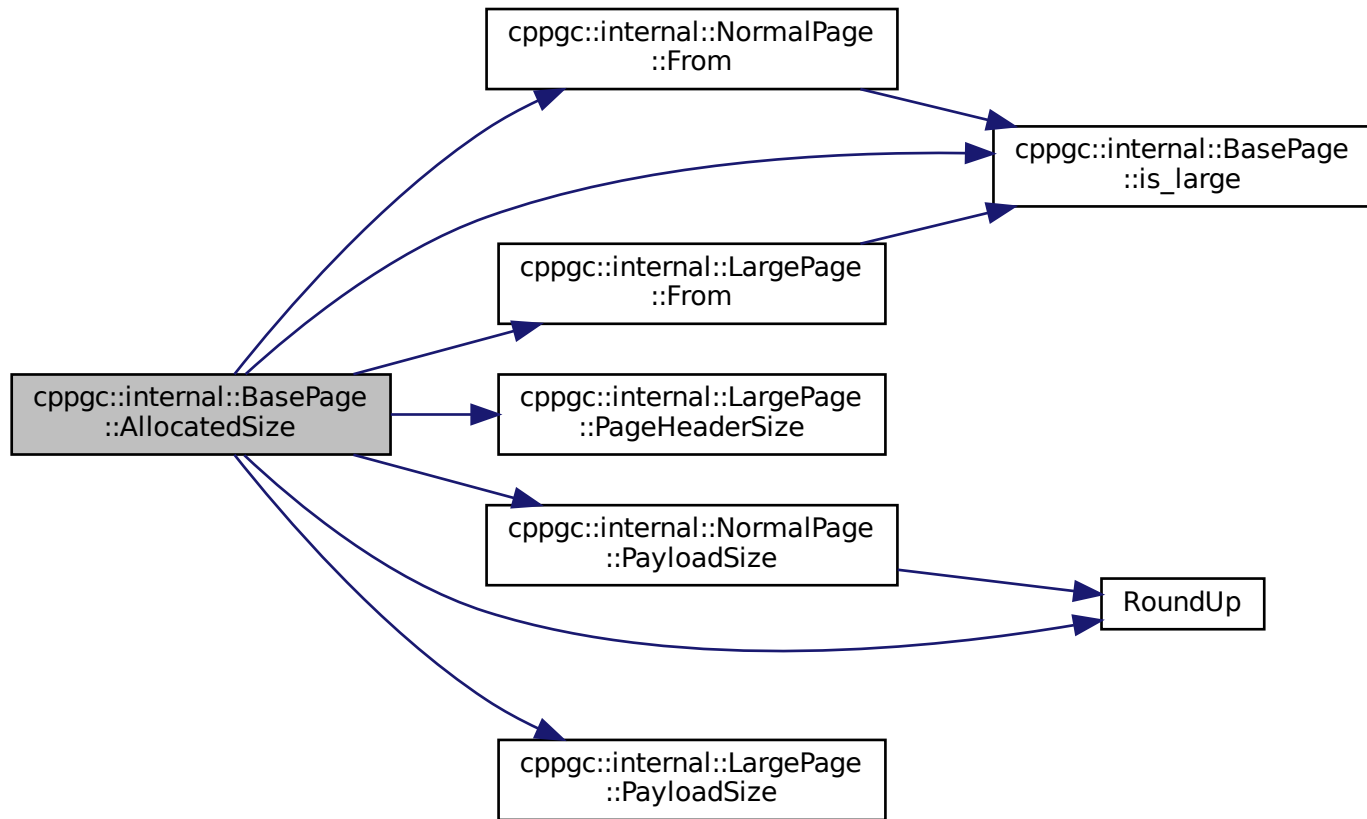 cppgc::internal::NormalPage
::From
cppgc::internal::BasePage
::is_large
cppgc::internal::LargePage
::From
cppgc::internal::BasePage
::AllocatedSize
cppgc::internal::LargePage
::PageHeaderSize
cppgc::internal::NormalPage
::PayloadSize
RoundUp
cppgc::internal::LargePage
::PayloadSize